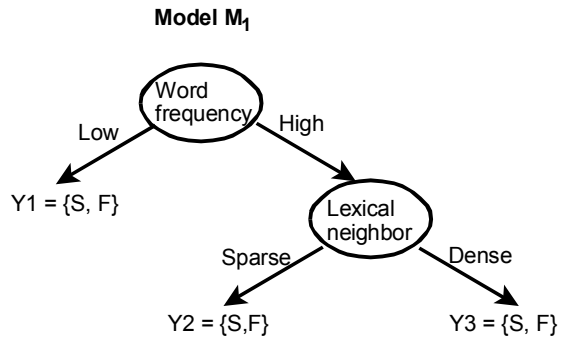 Model M1
Word
frequency
Low
High
Y1 = {S, F}
Lexical
neighbor
Sparse
Dense
Y2 = {S,F}
Y3 = {S, F}